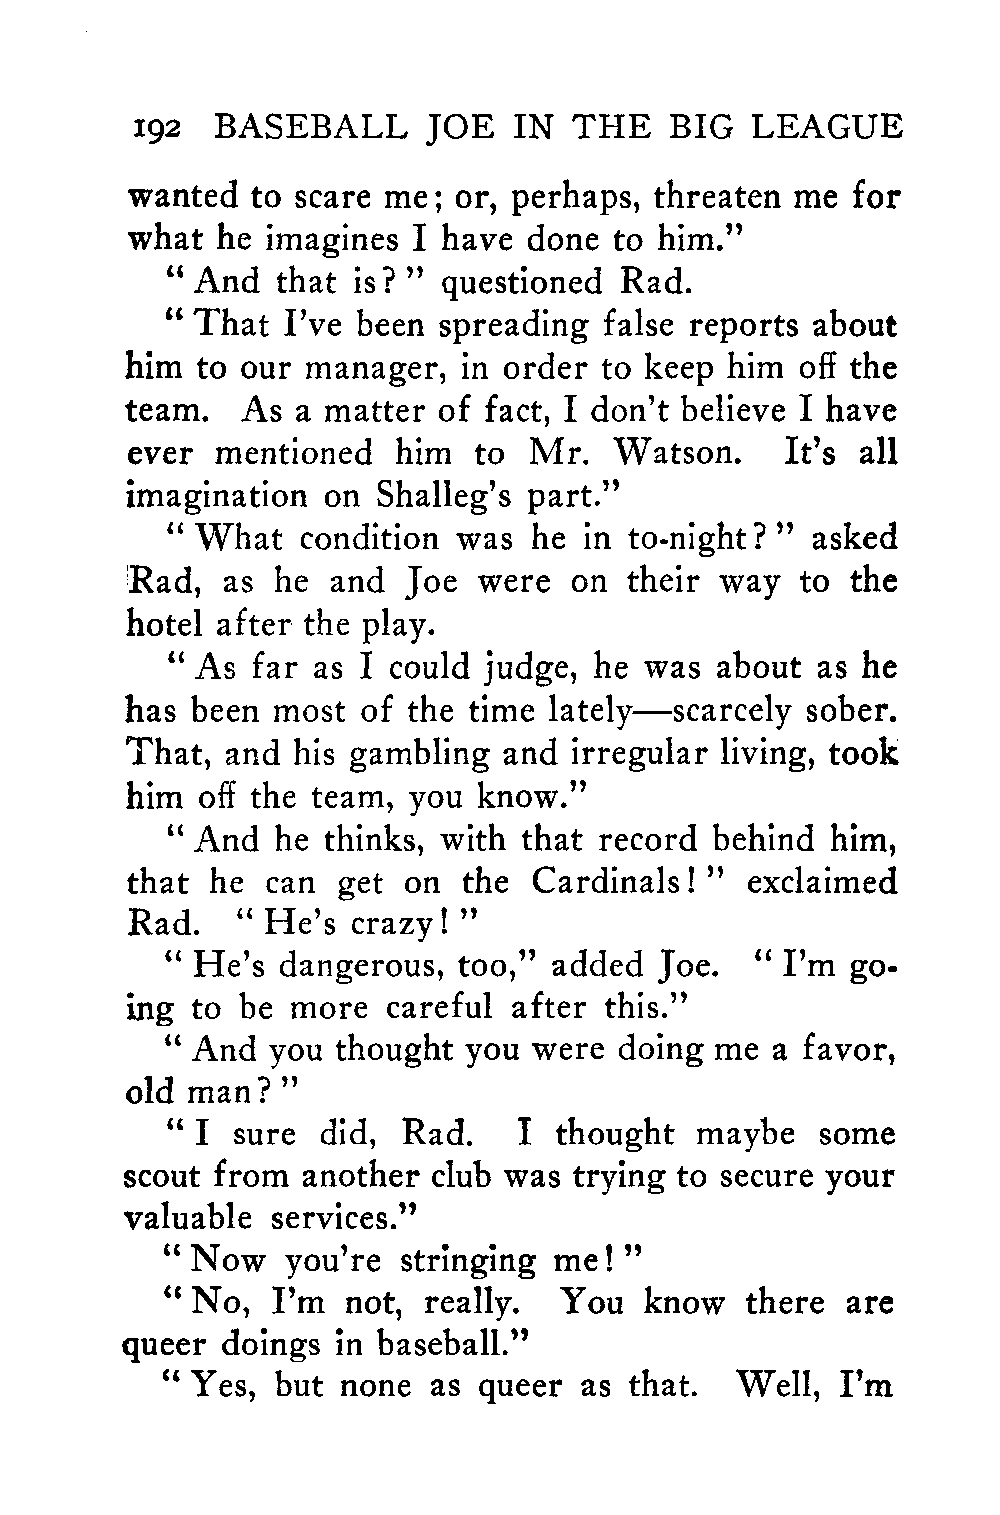 192 BASEBALL JOE IN THE BIG LEAGUE
wanted to scare me; or, perhaps, threaten me for
what he imagines I have done to him."
" And that is? " questioned Rad.
" That I've been spreading false reports about
him to our manager, in order to keep him off the
team. As a matter of fact, I don't believe I have
ever mentioned him to Mr. Watson. It's all
imagination on Shalleg's part."
" What condition was he in to-night? " asked
Rad, as he and Joe were on their way to the
hotel after the play.
" As far as I could judge, he was about as he
has been most of the time lately—scarcely sober.
That, and his gambling and irregular living, took
him off the team, you know."
" And he thinks, with that record behind him,
that he can get on the Cardinals! " exclaimed
Rad. " He's crazy! "
" He's dangerous, too," added Joe. " I'm go-
ing to be more careful after this."
" And you thought you were doing me a favor,
old man? "
" I sure did, Rad. I thought maybe some
scout from another club was trying to secure your
valuable services."
" Now you're stringing me! "
" No, I'm not, really. You know there are
queer doings in baseball."
" Yes, but none as queer as that. Well, I'm